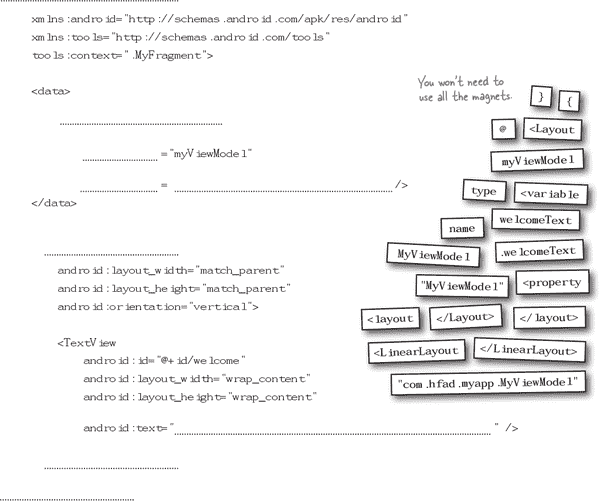 xmlns:android="http://schemas.android.com/apk/res/android"
xmlns:tools="http://schemas.android.com/tools"
tools:context=".MyFragment">
<data>
="myViewModel"
= />
</data>
android:layout_width="match_parent"
android:layout_height="match_parent"
android:orientation="vertical">
<TextView
android:id="@+id/welcome"
android:layout_width="wrap_content"
android:layout_height="wrap_content"
android:text=" " />
You won't need to
use all the magnets.
} {
@ <Layout
myViewModel
type <variable
welcomeText
name
MyViewModel .welcomeText
"MyViewModel" <property
<layout </Layout> </layout>
<LinearLayout </LinearLayout>
"com.hfad.myapp.MyViewModel"